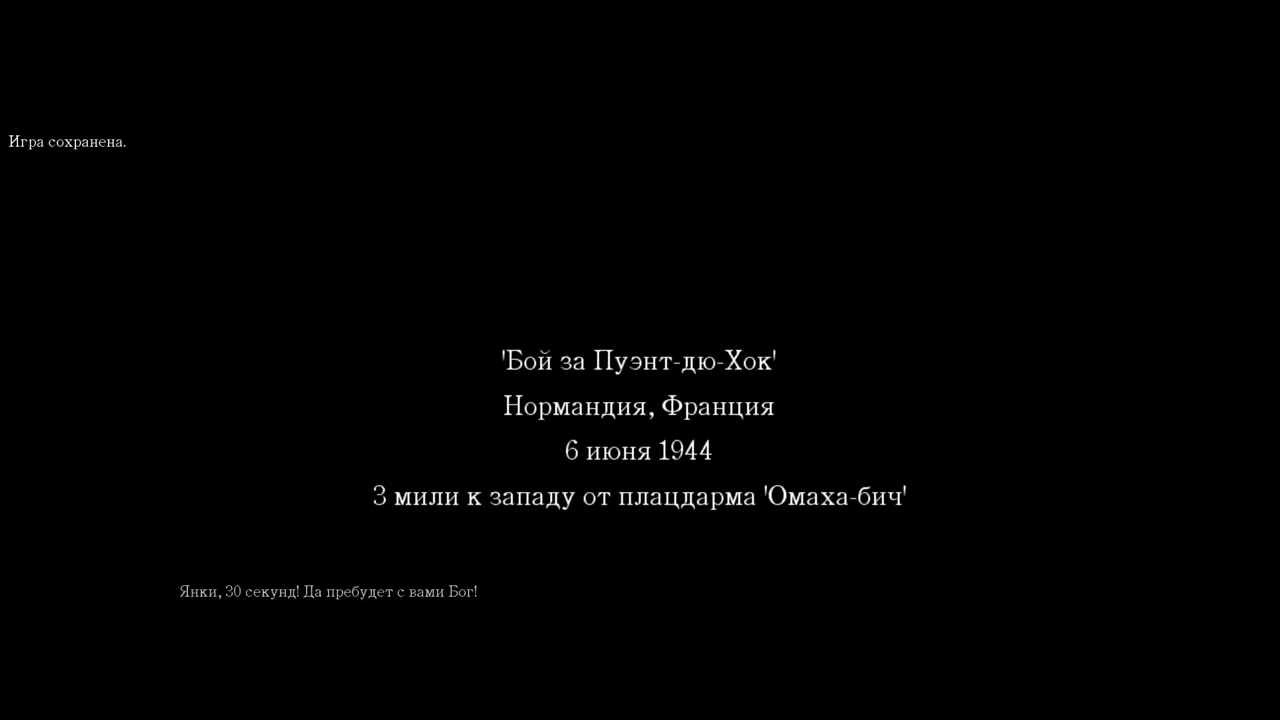 Игра сохранена.
'Бой за Пуэнт-дю-Хок'
Нормандия, Франция
6 июня 1944
3 мили к западу от плацдарма 'Омаха-бич'
Янки, 30 секунд! Да пребудет с вами Бог!